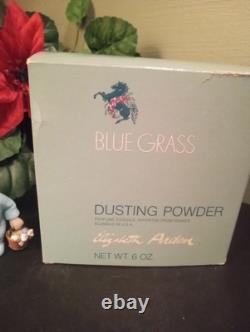 BLUE GRASS
DUSTING POWDER
Elizabeth Arden
NET WT. 6 OZ.